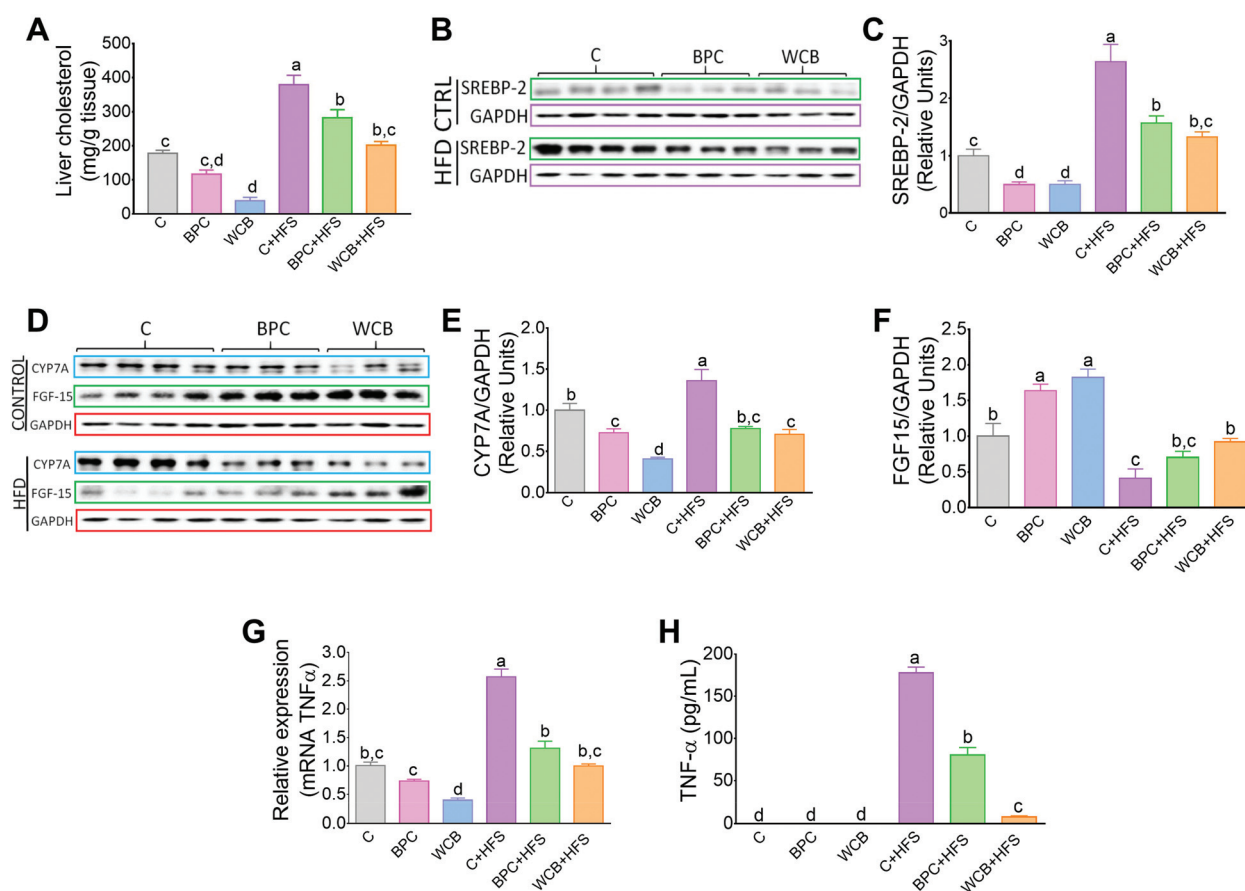 A
Liver cholesterol
(mg/g tissue)
500
400
300
200
100
0
c
c,d
d
a
b
b,c
C
BPC
WCB
C+HFS
BPC+HFS
WCB+HFS
B
C
BPC
WCB
CTRL
SREBP-2
GAPDH
HFD
SREBP-2
GAPDH
C
SREBP-2/GAPDH
(Relative Units)
3
2
1
0
c
d
d
a
b
b,c
C
BPC
WCB
C+HFS
BPC+HFS
WCB+HFS
D
C
BPC
WCB
CONTROL
CYP7A
FGF-15
GAPDH
HFD
CYP7A
FGF-15
GAPDH
E
CYP7A/GAPDH
(Relative Units)
2.0
1.5
1.0
0.5
0.0
b
c
d
a
b,c
c
C
BPC
WCB
C+HFS
BPC+HFS
WCB+HFS
F
FGF15/GAPDH
(Relative Units)
2.5
2.0
1.5
1.0
0.5
0.0
b
a
a
c
b,c
b
C
BPC
WCB
C+HFS
BPC+HFS
WCB+HFS
G
Relative expression
(mRNA TNFα)
3.0
2.5
2.0
1.5
1.0
0.5
0.0
b,c
c
d
a
b
b,c
C
BPC
WCB
C+HFS
BPC+HFS
WCB+HFS
H
TNF-α (pg/mL)
200
150
100
50
0
d
d
d
a
b
c
C
BPC
WCB
C+HFS
BPC+HFS
WCB+HFS